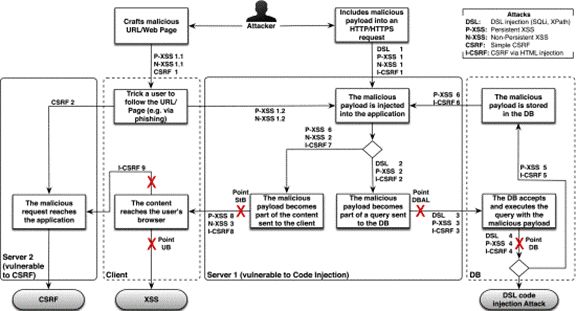 Crafts malicious
URL/Web Page
Attacker
Includes malicious
payload into an
HTTP/HTTPS
request
Attacks
DSL: DSL injection (SQLi, XPath)
P-XSS: Persistent XSS
N-XSS: Non-Persistent XSS
CSRF: Simple CSRF
I-CSRF: CSRF via HTML injection
P-XSS 1.1
N-XSS 1.1
CSRF 1
DSL 1
P-XSS 1
N-XSS 1
I-CSRF 1
CSRF 2
Trick a user to
follow the URL/
Page (e.g. via
phishing)
P-XSS 1.2
N-XSS 1.2
The malicious
payload is injected
into the application
P-XSS 6
I-CSRF 6
The malicious
payload is stored
in the DB
P-XSS 6
N-XSS 2
I-CSRF 7
I-CSRF 9
DSL 2
P-XSS 2
I-CSRF 2
P-XSS 5
I-CSRF 5
The malicious
request reaches
the application
The content
reaches the user's
browser
Point
StB
P-XSS 8
N-XSS 3
I-CSRF8
The malicious
payload becomes
part of the content
sent to the client
The malicious
payload becomes
part of a query sent
to the DB
Point
DBAL
DSL 3
P-XSS 3
I-CSRF 3
The DB accepts
and executes the
query with the
malicious payload
Point
UB
DSL 4
P-XSS 4
I-CSRF 4
Point
DB
Server 2
(vulnerable
to CSRF)
Client
Server 1 (vulnerable to Code Injection)
DB
CSRF
XSS
DSL code
injection Attack